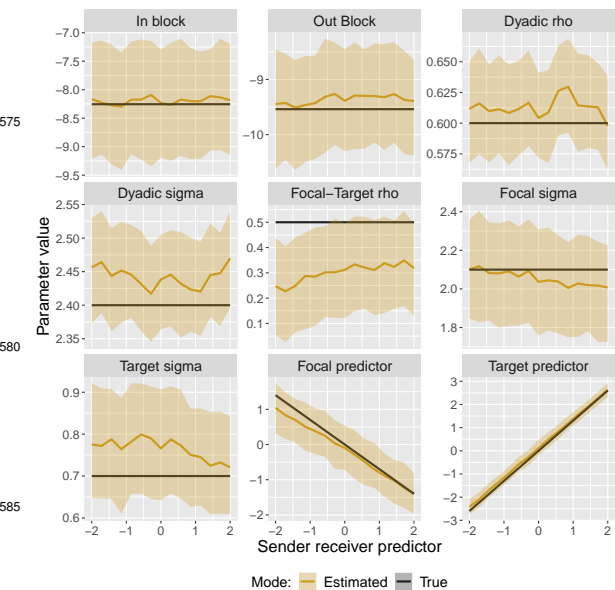 In block
Out Block
Dyadic rho
−7.0
−7.5
−8.0
−8.5
−9.0
−9.5
−9
−10
0.650
0.625
0.600
0.575
575
Dyadic sigma
Focal−Target rho
Focal sigma
2.55
2.50
2.45
2.40
2.35
0.5
0.4
0.3
0.2
0.1
2.4
2.2
2.0
1.8
Parameter value
580
Target sigma
Focal predictor
Target predictor
0.9
0.8
0.7
0.6
1
0
−1
−2
3
2
1
0
−1
−2
−3
585
−2 −1 0 1 2
−2 −1 0 1 2
−2 −1 0 1 2
Sender receiver predictor
Mode: Estimated True